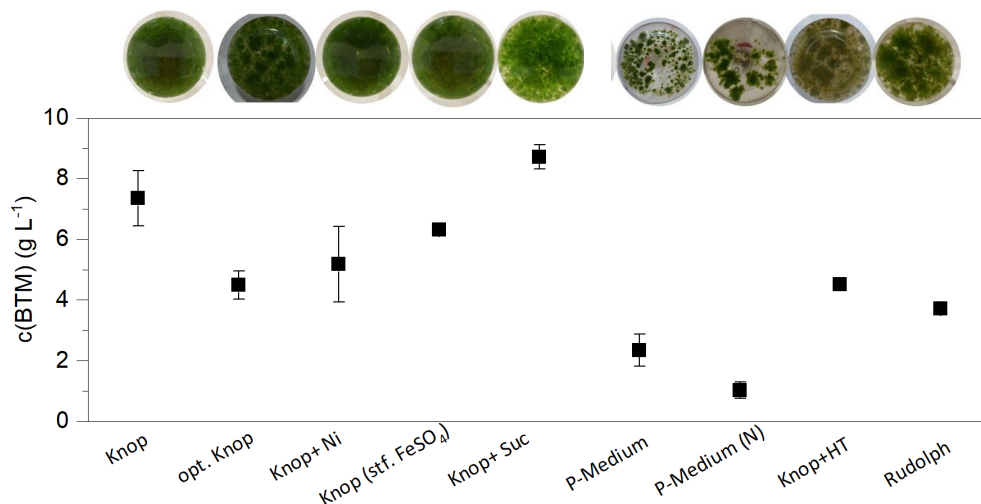 10
8
6
4
2
0
c(BTM) (g L⁻¹)
Knop
opt. Knop
Knop+ Ni
Knop (stf. FeSO₄)
Knop+ Suc
P-Medium
P-Medium (N)
Knop+HT
Rudolph